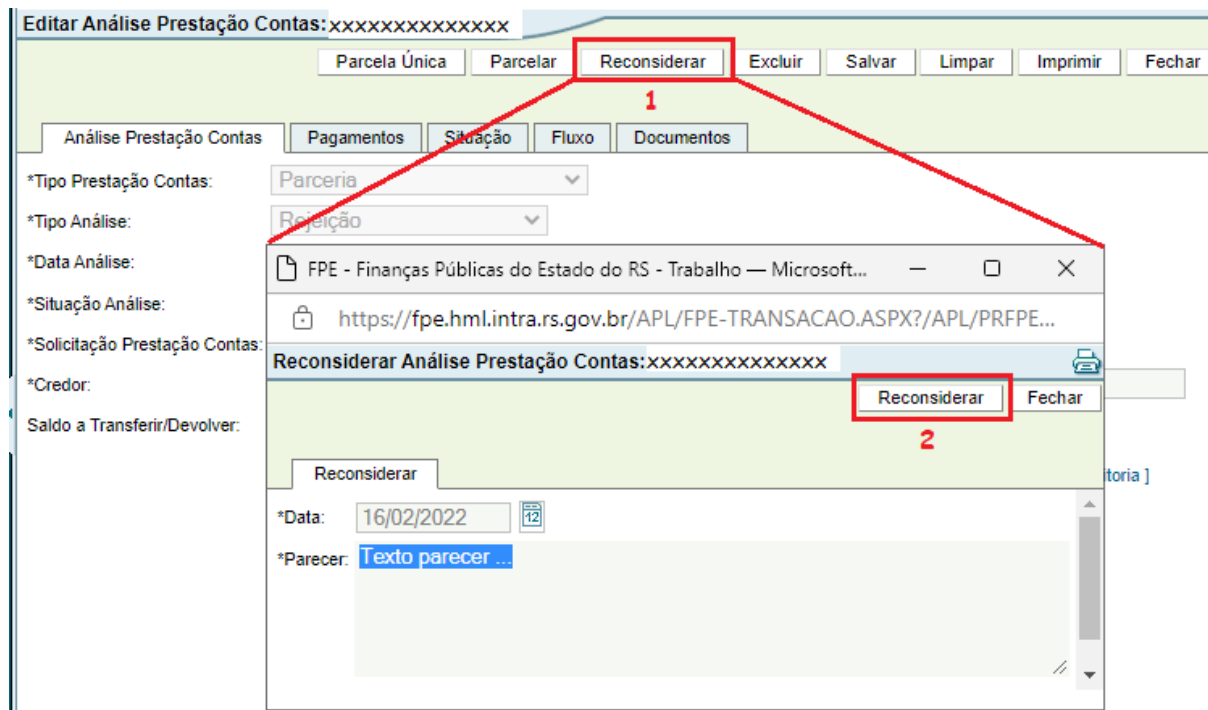 Editar Análise Prestação Contas: xxxxxxxxxxxxxx
Parcela Única Parcelar Reconsiderar Excluir Salvar Limpar Imprimir Fechar
1
Análise Prestação Contas Pagamentos Situação Fluxo Documentos
*Tipo Prestação Contas: Parceria
*Tipo Análise: Rejeição
*Data Análise:
*Situação Análise:
*Solicitação Prestação Contas:
*Credor:
Saldo a Transferir/Devolver:
FPE - Finanças Públicas do Estado do RS - Trabalho — Microsoft...
https://fpe.hml.intra.rs.gov.br/APL/FPE-TRANSACAO.ASPX?/APL/PRFPE...
Reconsiderar Análise Prestação Contas: xxxxxxxxxxxxxx
Reconsiderar Fechar
2
itoria ]
Reconsiderar
*Data: 16/02/2022 12
*Parecer: Texto parecer ...